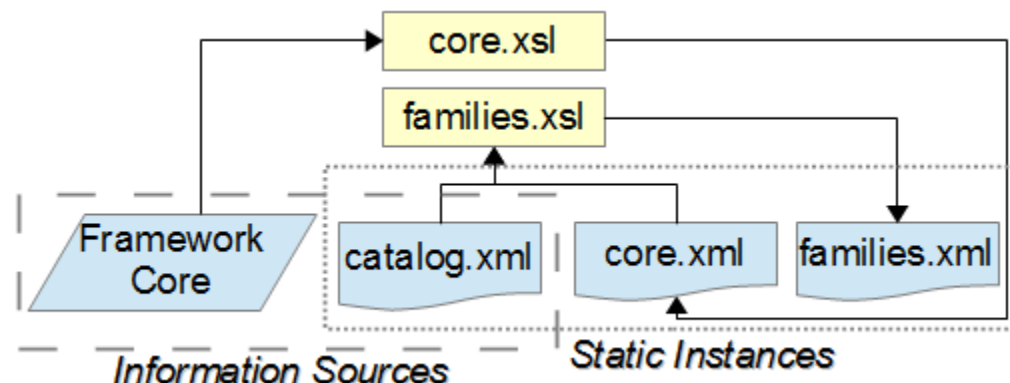 core.xsl
families.xsl
Framework
Core
catalog.xml
core.xml
families.xml
Information Sources
Static Instances